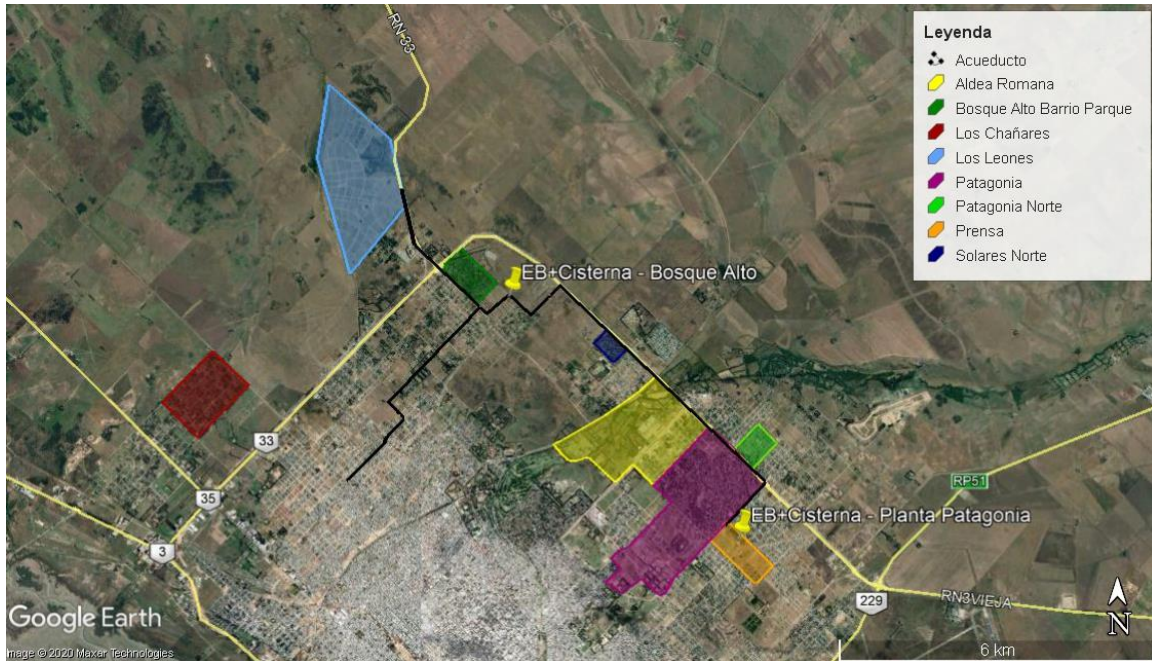 RN 33
Leyenda
Acueducto
Aldea Romana
Bosque Alto Barrio Parque
Los Chañares
Los Leones
Patagonia
Patagonia Norte
Prensa
Solares Norte
EB+Cisterna - Bosque Alto
33
35
3
RP51
EB+Cisterna - Planta Patagonia
229
RN3VIEJA
N
6 km
Google Earth
Image © 2020 Maxar Technologies